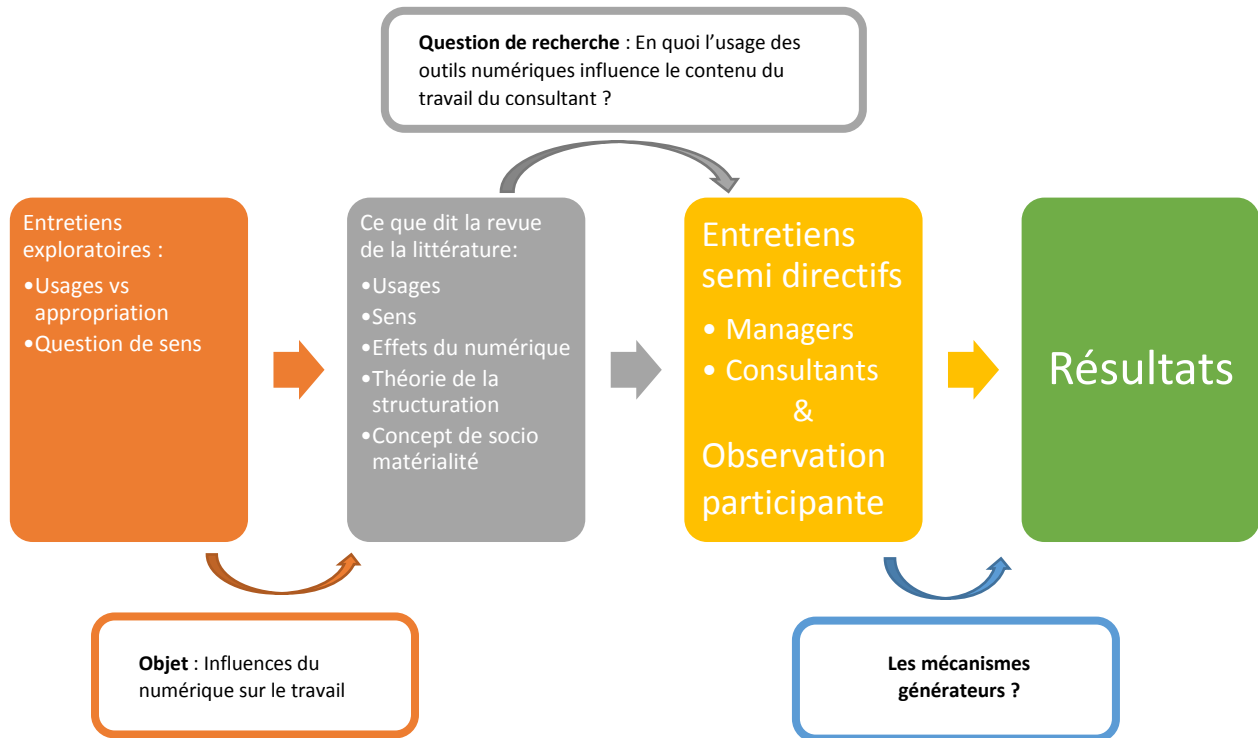 Question de recherche : En quoi l’usage des
outils numériques influence le contenu du
travail du consultant ?
Entretiens
exploratoires :
•Usages vs
appropriation
•Question de sens
Ce que dit la revue
de la littérature:
•Usages
•Sens
•Effets du numérique
•Théorie de la
structuration
•Concept de socio
matérialité
Entretiens
semi directifs
• Managers
• Consultants
&
Observation
participante
Résultats
Objet : Influences du
numérique sur le travail
Les mécanismes
générateurs ?